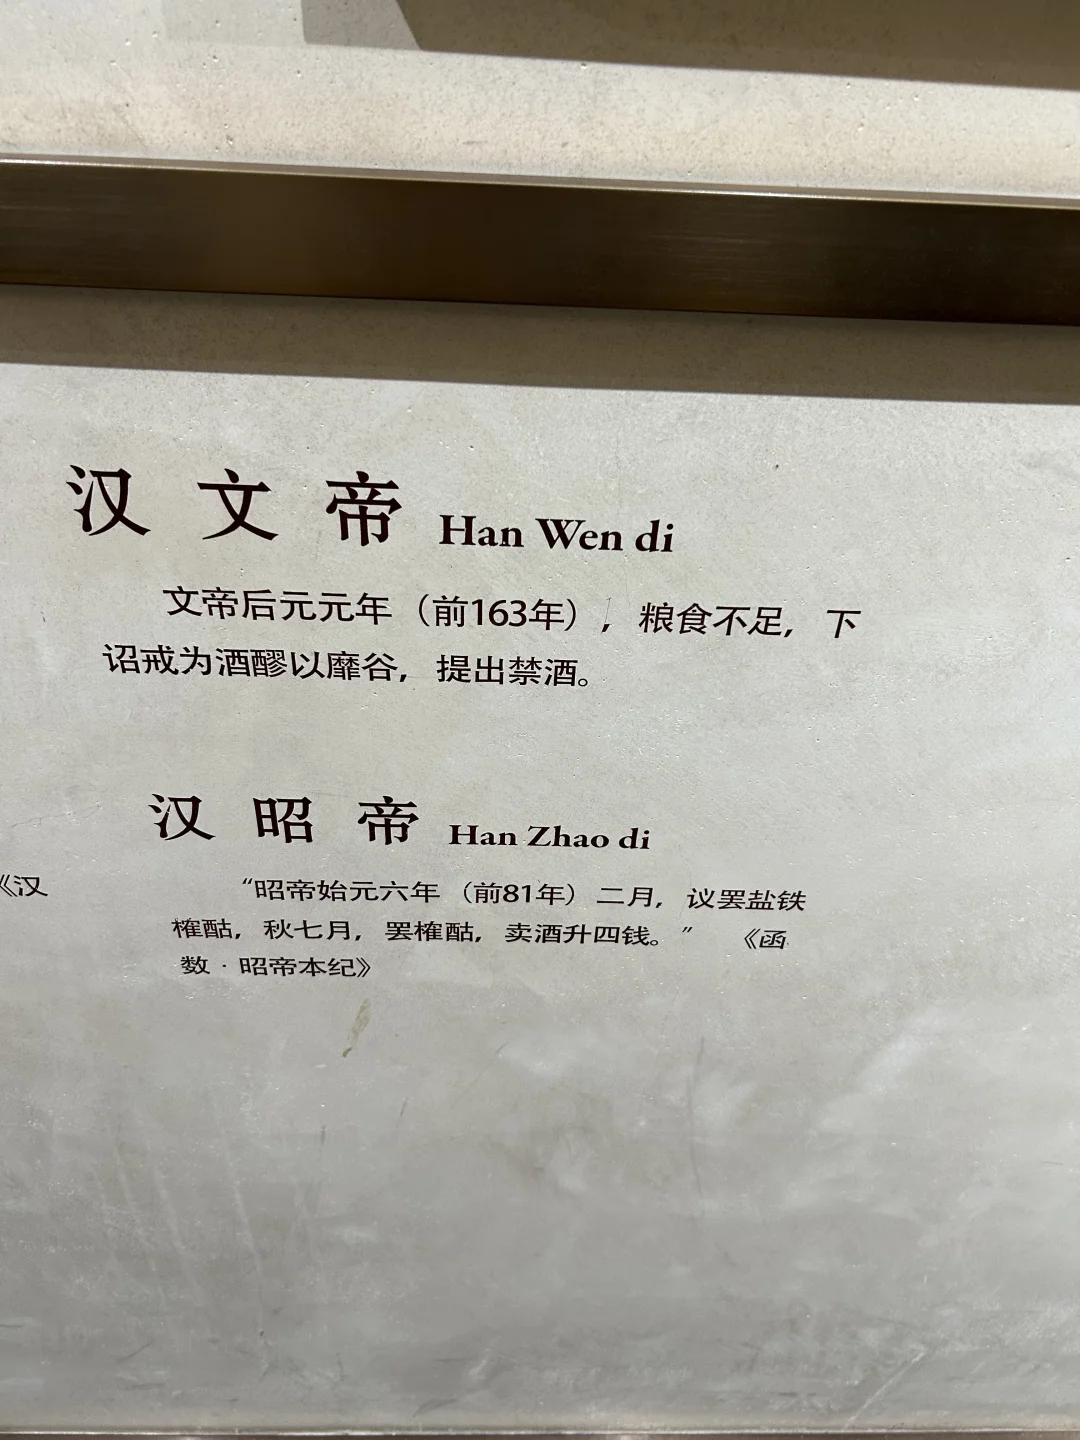 汉文帝 Han Wen di
文帝后元元年（前163年），粮食不足，下
诏戒为酒醪以靡谷，提出禁酒。
汉昭帝 Han Zhao di
“昭帝始元六年（前81年）二月，议罢盐铁
榷酤，秋七月，罢榷酤，卖酒升四钱。” 《函
数·昭帝本纪》
《汉